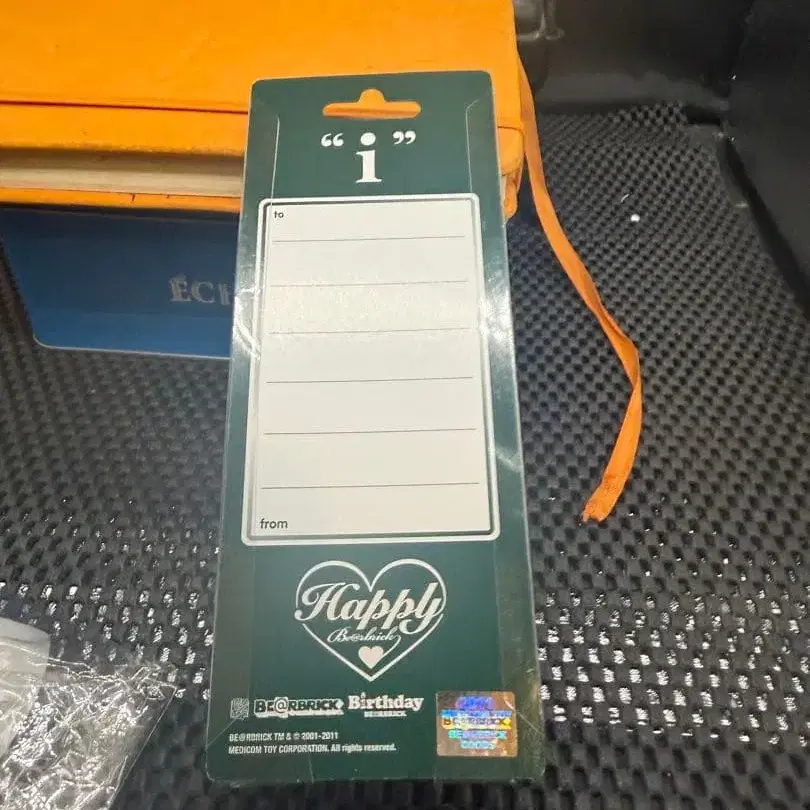 “i”
to
from
Happy
Be@rbrick
BE@RBRICK Birthday
BE@RBRICK TM & © 2001-2011
MEDICOM TOY CORPORATION. All rights reserved.
BE@RBRICK
GOODS